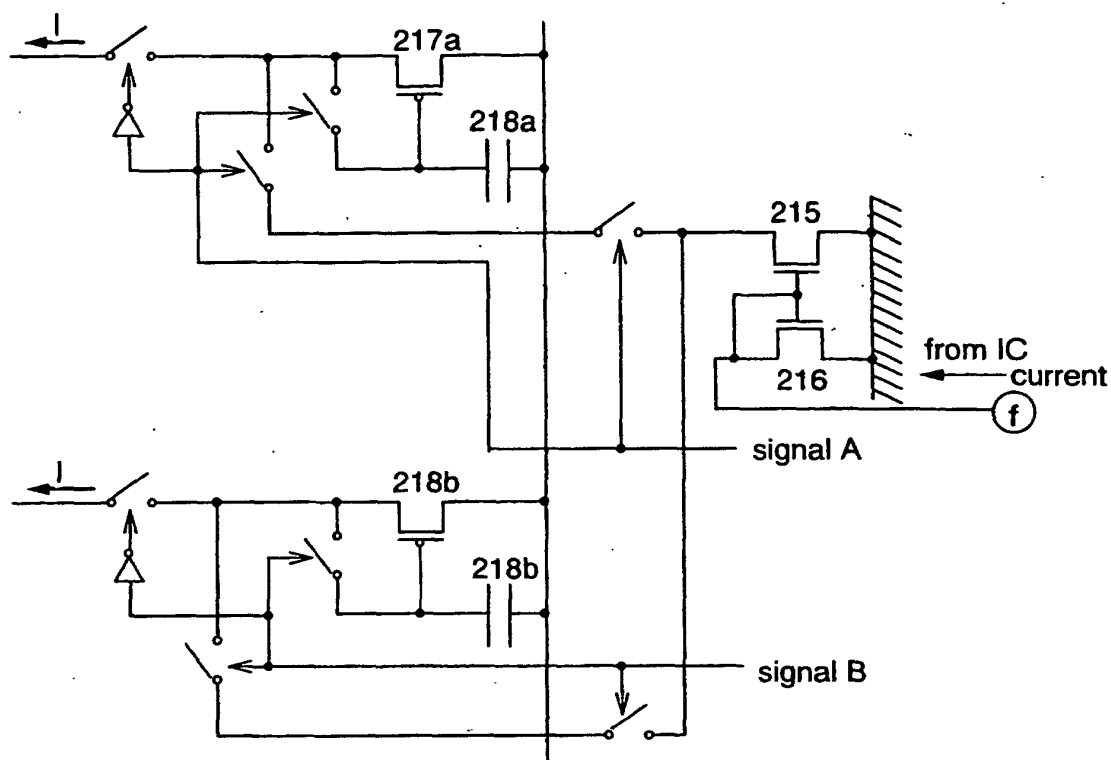 I
217a
218a
215
216
from IC
current
f
signal A
I
218b
218b
signal B